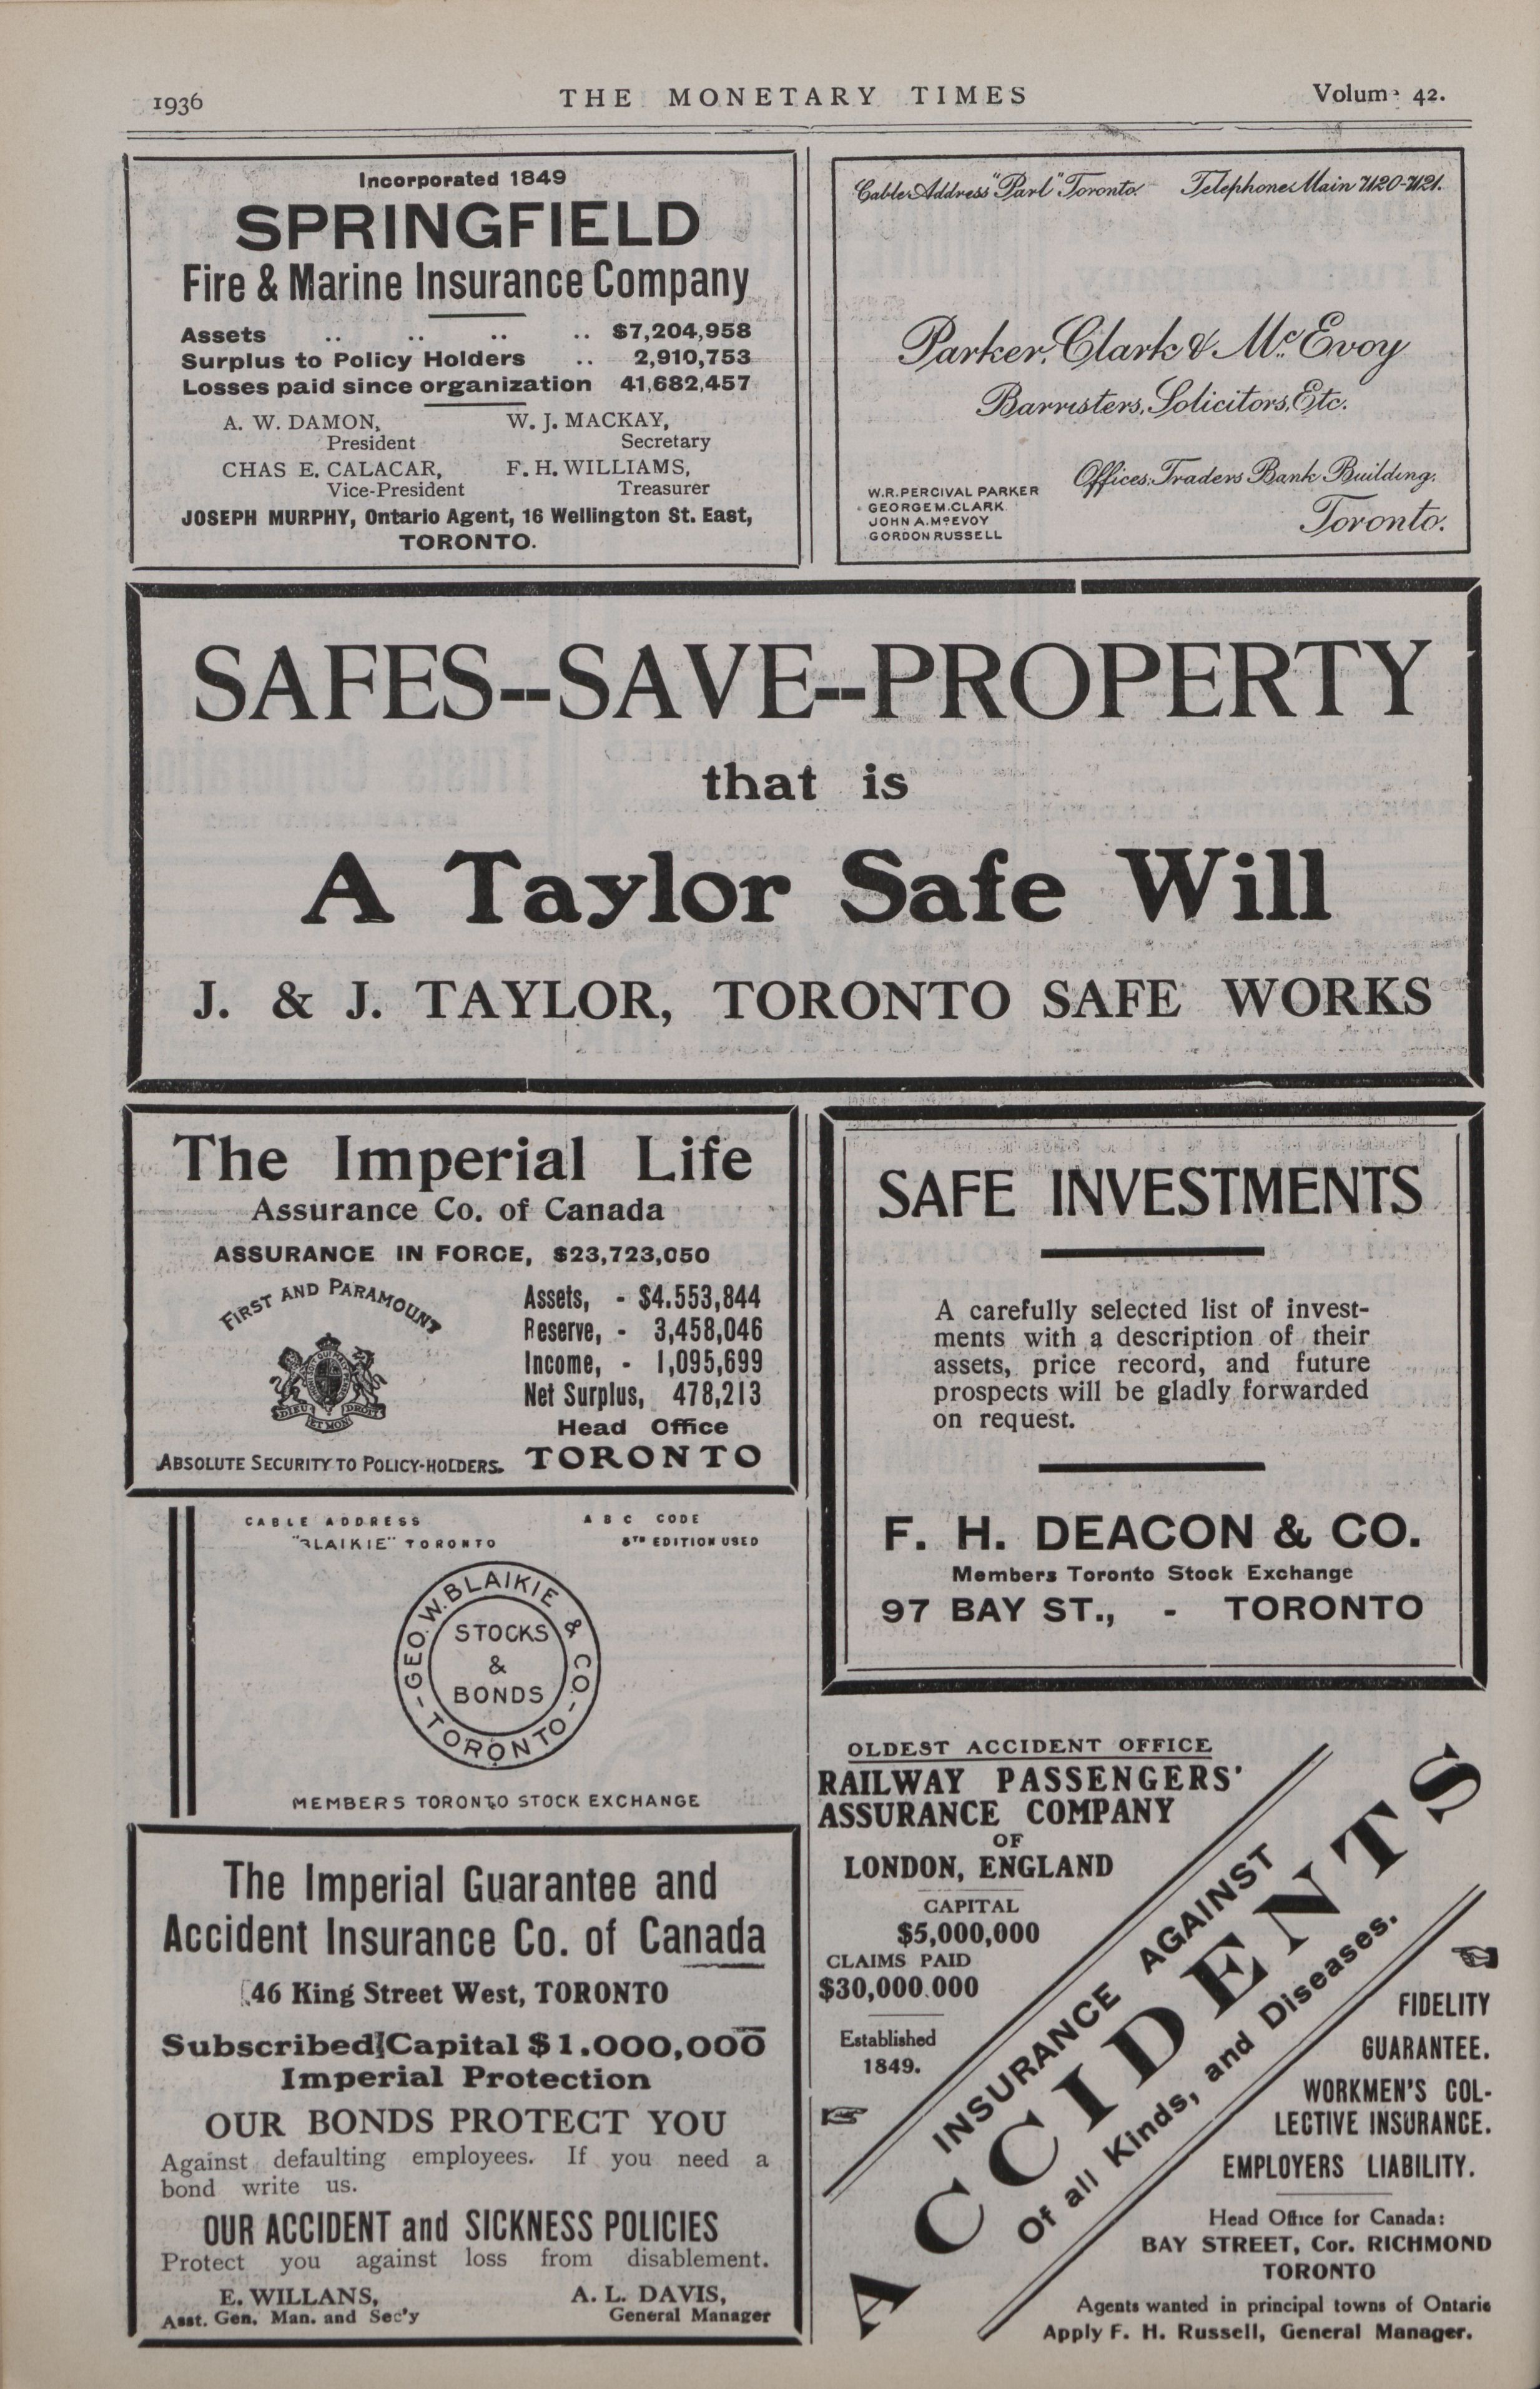 1936
THE MONETARY TIMES
Volume 42.
Incorporated 1849
SPRINGFIELD
Fire & Marine Insurance Company
Assets .. .. .. .. $7,204,958
Surplus to Policy Holders .. 2,910,753
Losses paid since organization 41,682,457
A. W. DAMON,
President
W. J. MACKAY,
Secretary
CHAS E. CALACAR,
Vice-President
F. H. WILLIAMS,
Treasurer
JOSEPH MURPHY, Ontario Agent, 16 Wellington St. East,
TORONTO.
Cable Address "Parl" Toronto. Telephones Main 7120-7121.
Parker, Clark & McEvoy
Barristers, Solicitors, Etc.
Offices: Traders Bank Building,
Toronto.
W.R. PERCIVAL PARKER
GEORGE M. CLARK
JOHN A. McEVOY
GORDON RUSSELL
SAFES--SAVE--PROPERTY
that is
A Taylor Safe Will
J. & J. TAYLOR, TORONTO SAFE WORKS
The Imperial Life
Assurance Co. of Canada
ASSURANCE IN FORCE, $23,723,050
FIRST AND PARAMOUNT
DIEU ET MON DROIT
ABSOLUTE SECURITY TO POLICY-HOLDERS.
Assets, - $4.553,844
Reserve, - 3,458,046
Income, - 1,095,699
Net Surplus, 478,213
Head Office
TORONTO
SAFE INVESTMENTS
A carefully selected list of invest-
ments with a description of their
assets, price record, and future
prospects will be gladly forwarded
on request.
F. H. DEACON & CO.
Members Toronto Stock Exchange
97 BAY ST., - TORONTO
CABLE ADDRESS
"BLAIKIE" TORONTO
A B C CODE
5TH EDITION USED
GEO. W. BLAIKIE & CO.
- TORONTO -
STOCKS
&
BONDS
MEMBERS TORONTO STOCK EXCHANGE
The Imperial Guarantee and
Accident Insurance Co. of Canada
46 King Street West, TORONTO
Subscribed Capital $1.000,000
Imperial Protection
OUR BONDS PROTECT YOU
Against defaulting employees. If you need a
bond write us.
OUR ACCIDENT and SICKNESS POLICIES
Protect you against loss from disablement.
E. WILLANS,
Asst. Gen. Man. and Sec'y
A. L. DAVIS,
General Manager
OLDEST ACCIDENT OFFICE
RAILWAY PASSENGERS'
ASSURANCE COMPANY
OF
LONDON, ENGLAND
CAPITAL
$5,000,000
CLAIMS PAID
$30,000.000
Established
1849.
INSURANCE AGAINST
ACCIDENTS
Of all Kinds, and Diseases.
FIDELITY
GUARANTEE.
WORKMEN'S COL-
LECTIVE INSURANCE.
EMPLOYERS LIABILITY.
Head Office for Canada:
BAY STREET, Cor. RICHMOND
TORONTO
Agents wanted in principal towns of Ontario
Apply F. H. Russell, General Manager.